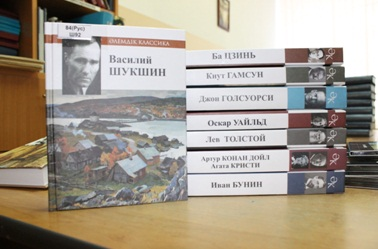 84(Рус)
Ш92
ӘЛЕМДІК КЛАССИКА
Василий
ШУКШИН
Ба ЦЗИНЬ
Кнут ГАМСУН
Джон ГОЛСУОРСИ
Оскар УАЙЛЬД
Лев ТОЛСТОЙ
Артур КОНАН ДОЙЛ
Агата КРИСТИ
Иван БУНИН